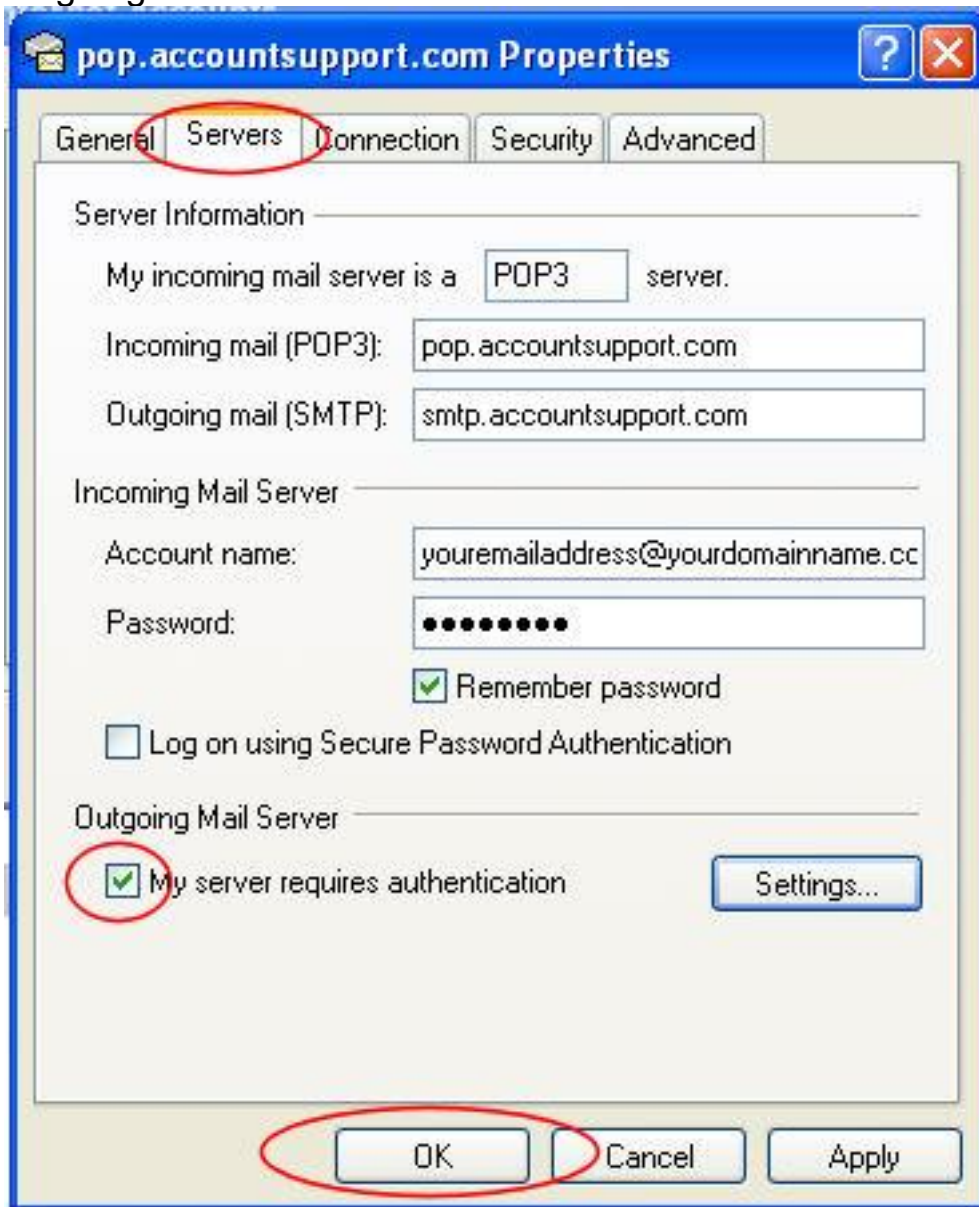 pop.accountsupport.com Properties
General Servers Connection Security Advanced
Server Information
My incoming mail server is a POP3 server.
Incoming mail (POP3): pop.accountsupport.com
Outgoing mail (SMTP): smtp.accountsupport.com
Incoming Mail Server
Account name: youremailaddress@yourdomainname.cc
Password: ●●●●●●●●
Remember password
Log on using Secure Password Authentication
Outgoing Mail Server
My server requires authentication Settings...
OK Cancel Apply